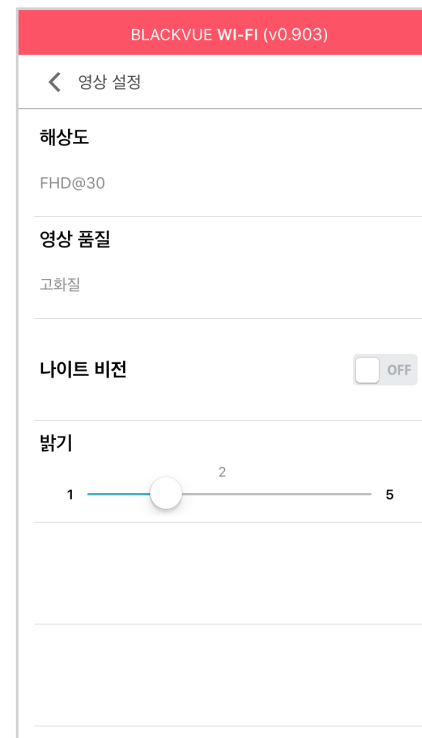 BLACKVUE WI-FI (v0.903)
영상 설정
해상도
FHD@30
영상 품질
고화질
나이트 비전
OFF
밝기
2
1
5